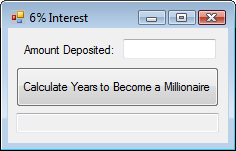 6% Interest
Amount Deposited:
Calculate Years to Become a Millionaire